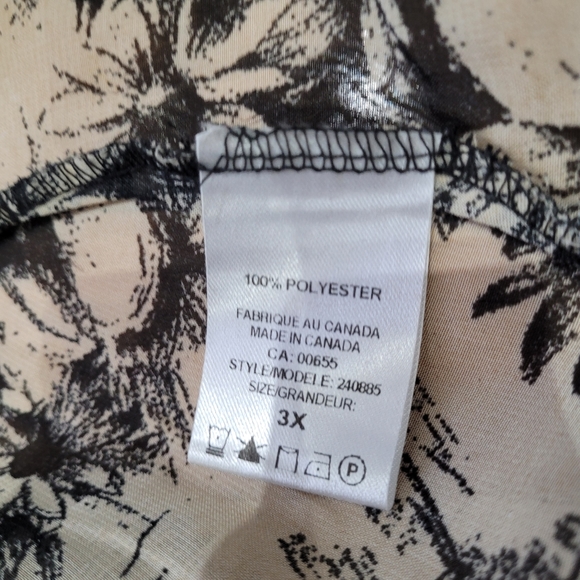 100% POLYESTER
FABRIQUE AU CANADA
MADE IN CANADA
CA: 00655
STYLE/MODELE: 240885
SIZE/GRANDEUR:
3X
P